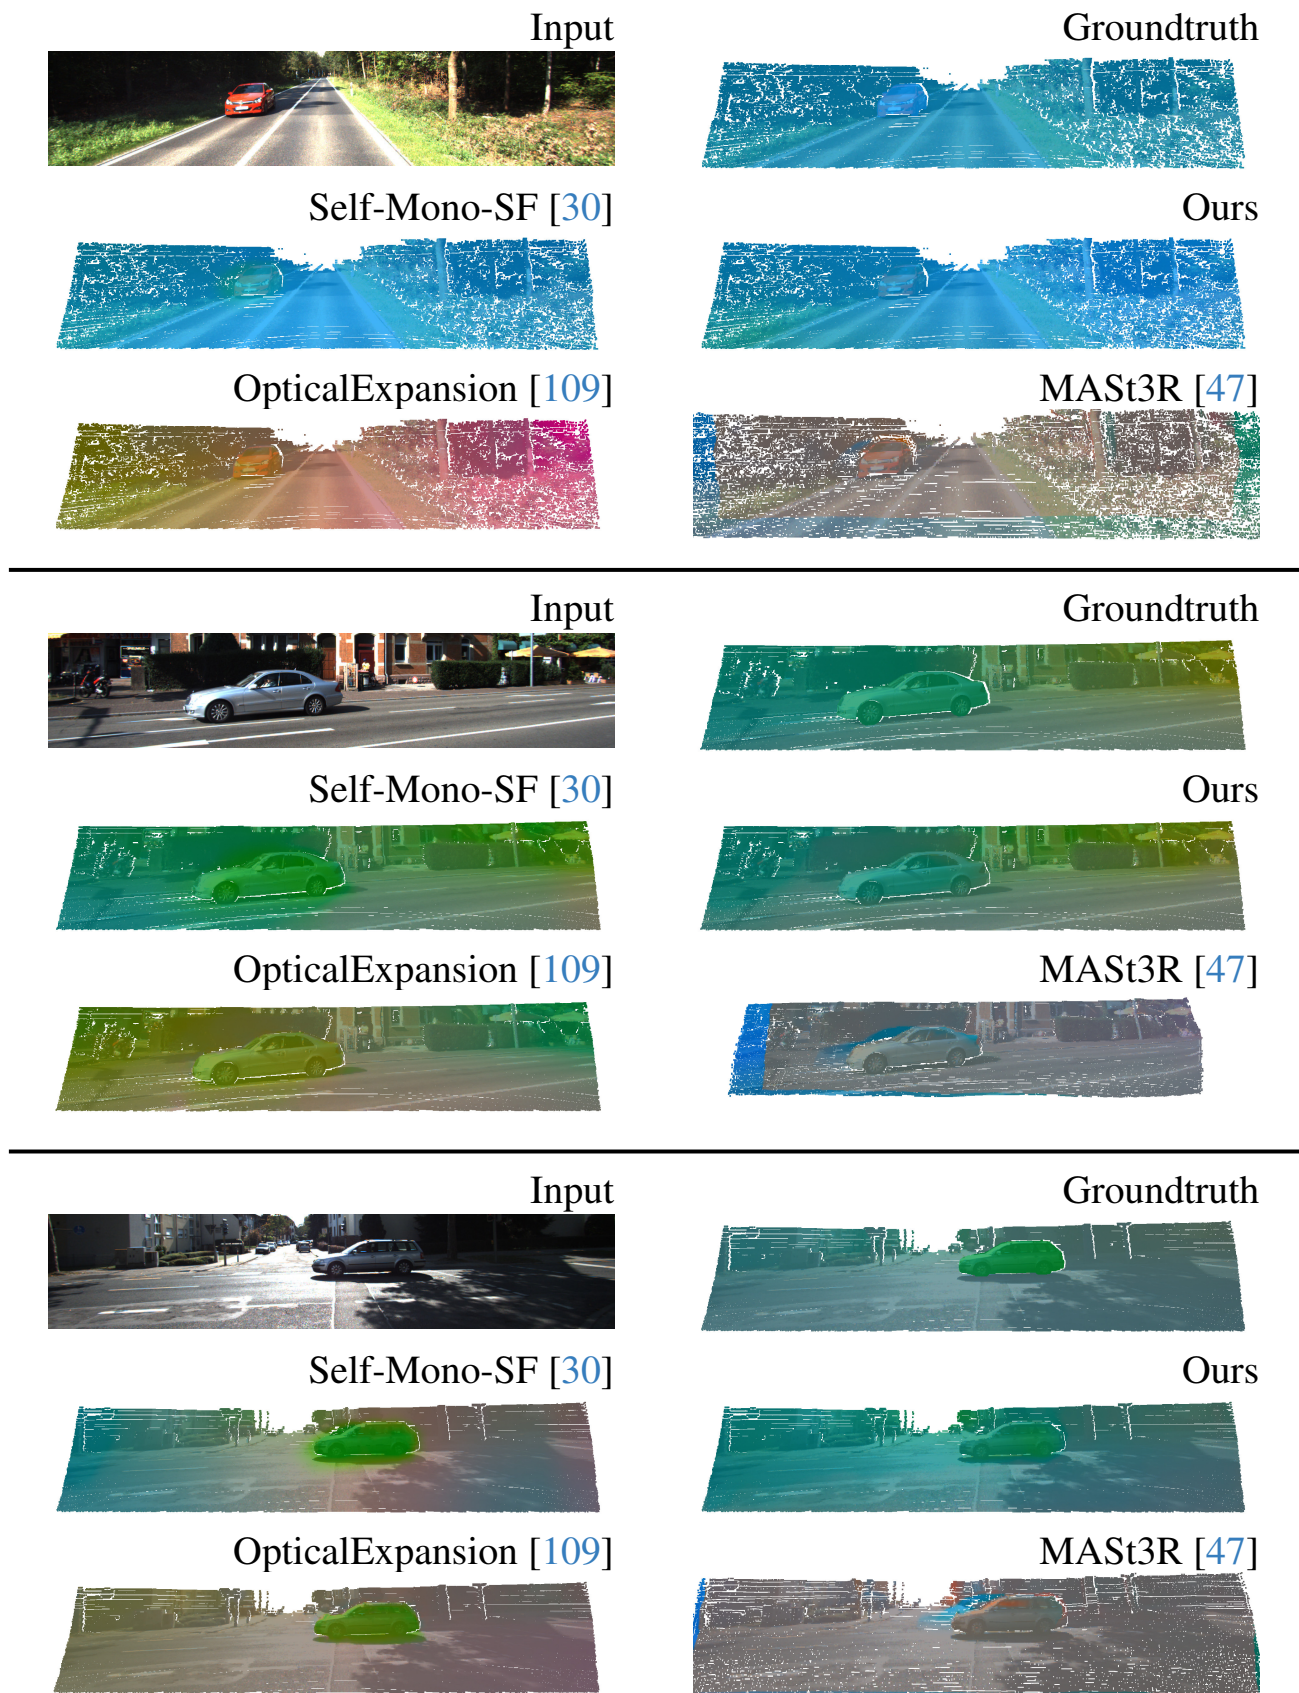 Input
Groundtruth
Self-Mono-SF [30]
Ours
OpticalExpansion [109]
MASt3R [47]
Input
Groundtruth
Self-Mono-SF [30]
Ours
OpticalExpansion [109]
MASt3R [47]
Input
Groundtruth
Self-Mono-SF [30]
Ours
OpticalExpansion [109]
MASt3R [47]